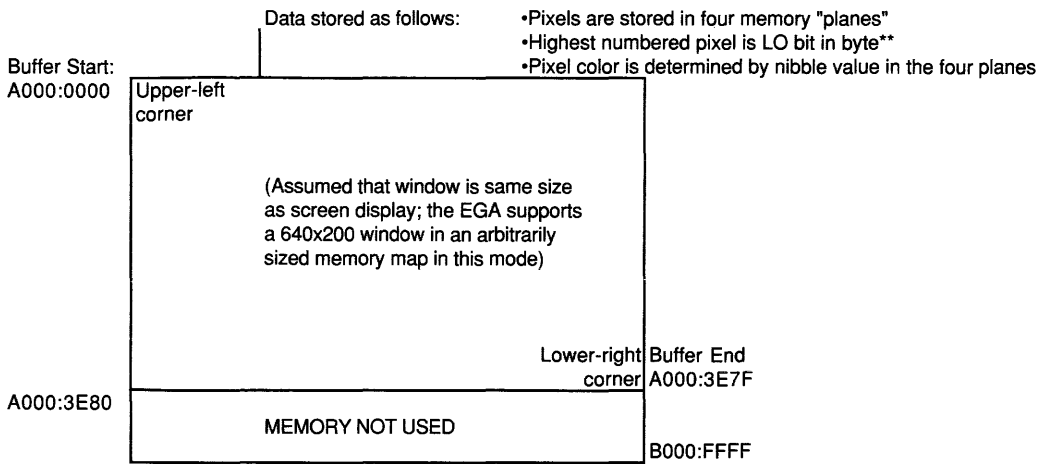 Data stored as follows:
•Pixels are stored in four memory "planes"
•Highest numbered pixel is LO bit in byte**
•Pixel color is determined by nibble value in the four planes
Buffer Start:
A000:0000
Upper-left
corner
(Assumed that window is same size
as screen display; the EGA supports
a 640x200 window in an arbitrarily
sized memory map in this mode)
Lower-right
corner
Buffer End
A000:3E7F
A000:3E80
MEMORY NOT USED
B000:FFFF